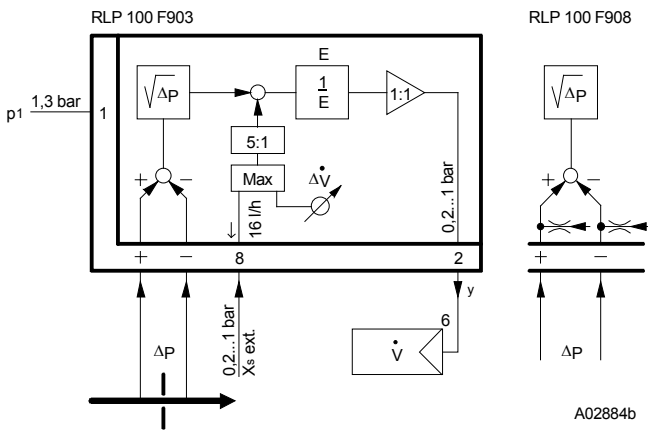 RLP 100 F903
RLP 100 F908
E
√ΔP
1
E
1:1
√ΔP
p1
1,3 bar
1
5:1
+ −
Max
ΔV̇
+ −
16 l/h
0,2...1 bar
+ − 8 2
+ −
y
0,2...1 bar
Xs ext.
6
V̇
ΔP
ΔP
A02884b